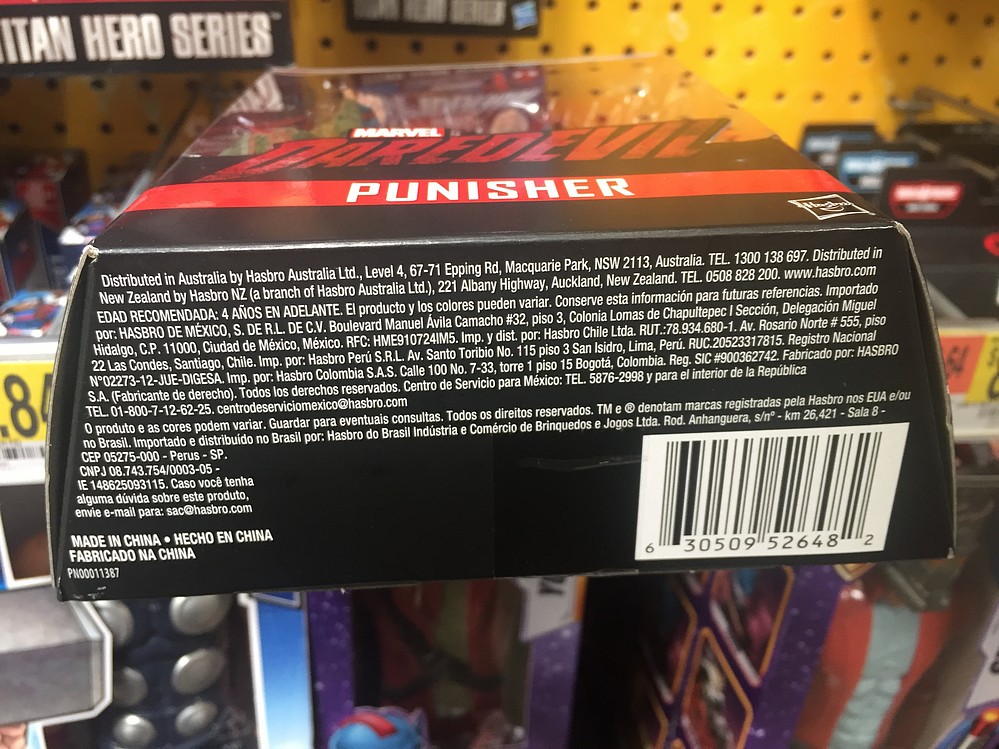 TITAN HERO SERIES
HERO SERIES
MARVEL
DAREDEVIL
PUNISHER
Hasbro
Distributed in Australia by Hasbro Australia Ltd., Level 4, 67-71 Epping Rd, Macquarie Park, NSW 2113, Australia. TEL. 1300 138 697. Distributed in
New Zealand by Hasbro NZ (a branch of Hasbro Australia Ltd.), 221 Albany Highway, Auckland, New Zealand. TEL. 0508 828 200. www.hasbro.com
EDAD RECOMENDADA: 4 AÑOS EN ADELANTE. El producto y los colores pueden variar. Conserve esta información para futuras referencias. Importado
por: HASBRO DE MÉXICO, S. DE R.L. DE C.V. Boulevard Manuel Ávila Camacho #32, piso 3, Colonia Lomas de Chapultepec I Sección, Delegación Miguel
Hidalgo, C.P. 11000, Ciudad de México, México. RFC: HME910724IM5. Imp. y dist. por: Hasbro Chile Ltda. RUT.:78.934.680-1. Av. Rosario Norte # 555, piso
22 Las Condes, Santiago, Chile. Imp. por: Hasbro Perú S.R.L. Av. Santo Toribio No. 115 piso 3 San Isidro, Lima, Perú. RUC.20523317815. Registro Nacional
N°02273-12-JUE-DIGESA. Imp. por: Hasbro Colombia S.A.S. Calle 100 No. 7-33, torre 1 piso 15 Bogotá, Colombia. Reg. SIC #900362742. Fabricado por: HASBRO
S.A. (Fabricante de derecho). Todos los derechos reservados. Centro de Servicio para México: TEL. 5876-2998 y para el interior de la República
TEL. 01-800-7-12-62-25. centrodeserviciomexico@hasbro.com
O produto e as cores podem variar. Guardar para eventuais consultas. Todos os direitos reservados. TM e ® denotam marcas registradas pela Hasbro nos EUA e/ou
no Brasil. Importado e distribuído no Brasil por: Hasbro do Brasil Indústria e Comércio de Brinquedos e Jogos Ltda. Rod. Anhanguera, s/nº - km 26,421 - Sala 8 -
CEP 05275-000 - Perus - SP.
CNPJ 08.743.754/0003-05 -
IE 148625093115. Caso você tenha
alguma dúvida sobre este produto,
envie e-mail para: sac@hasbro.com
MADE IN CHINA • HECHO EN CHINA
FABRICADO NA CHINA
PN00011387
6 30509 52648 2
.84
64